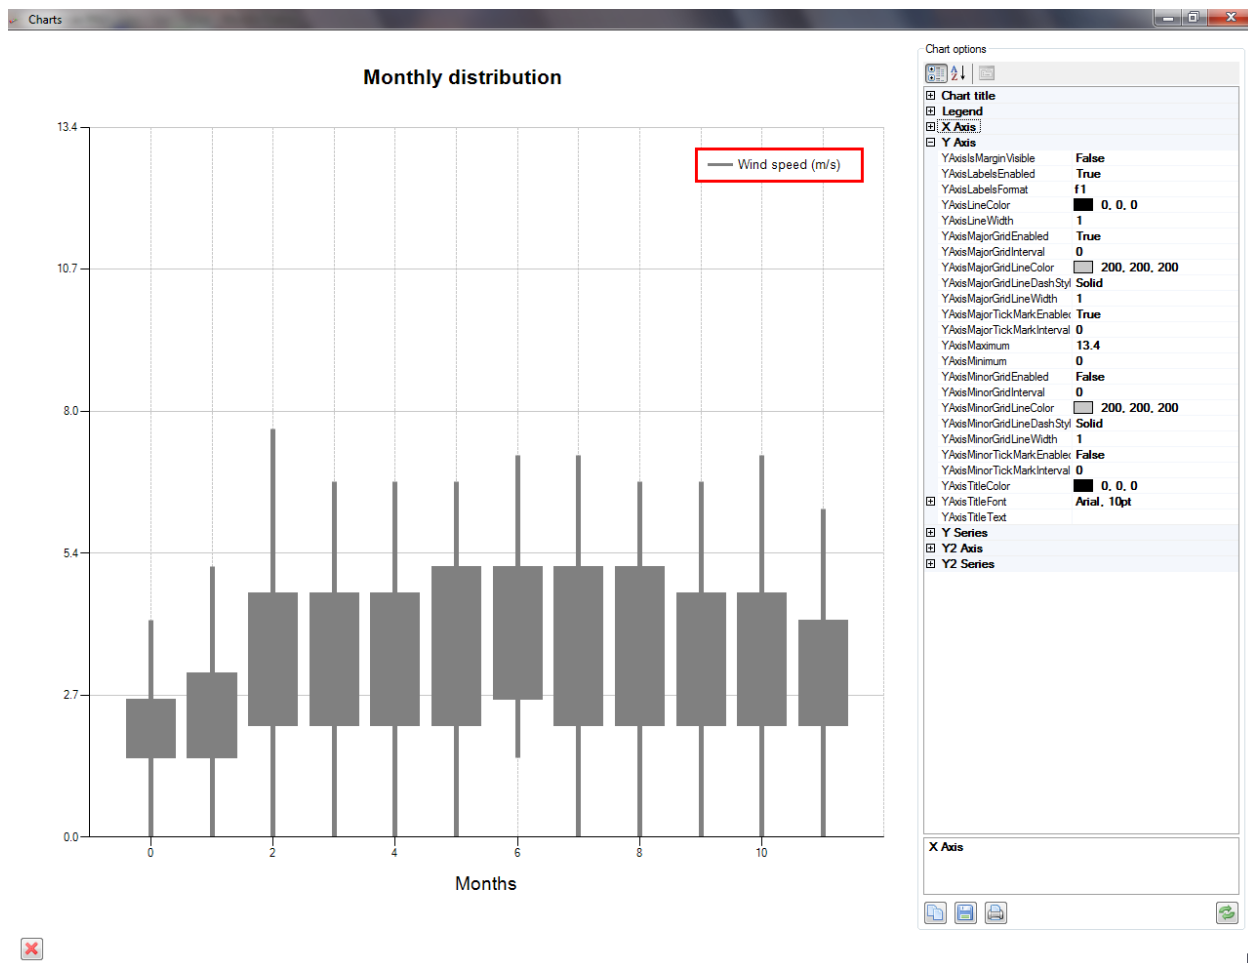 Charts
Monthly distribution
13.4
10.7
8.0
5.4
2.7
0.0
Wind speed (m/s)
0 2 4 6 8 10
Months
Chart options
Chart title
Legend
X Axis
Y Axis
YAxisIsMarginVisible False
YAxisLabelsEnabled True
YAxisLabelsFormat f1
YAxisLineColor 0, 0, 0
YAxisLineWidth 1
YAxisMajorGridEnabled True
YAxisMajorGridInterval 0
YAxisMajorGridLineColor 200, 200, 200
YAxisMajorGridLineDashStyl Solid
YAxisMajorGridLineWidth 1
YAxisMajorTickMarkEnablec True
YAxisMajorTickMarkInterval 0
YAxisMaximum 13.4
YAxisMinimum 0
YAxisMinorGridEnabled False
YAxisMinorGridInterval 0
YAxisMinorGridLineColor 200, 200, 200
YAxisMinorGridLineDashStyl Solid
YAxisMinorGridLineWidth 1
YAxisMinorTickMarkEnablec False
YAxisMinorTickMarkInterval 0
YAxisTitleColor 0, 0, 0
YAxisTitleFont Arial, 10pt
YAxisTitleText
Y Series
Y2 Axis
Y2 Series
X Axis